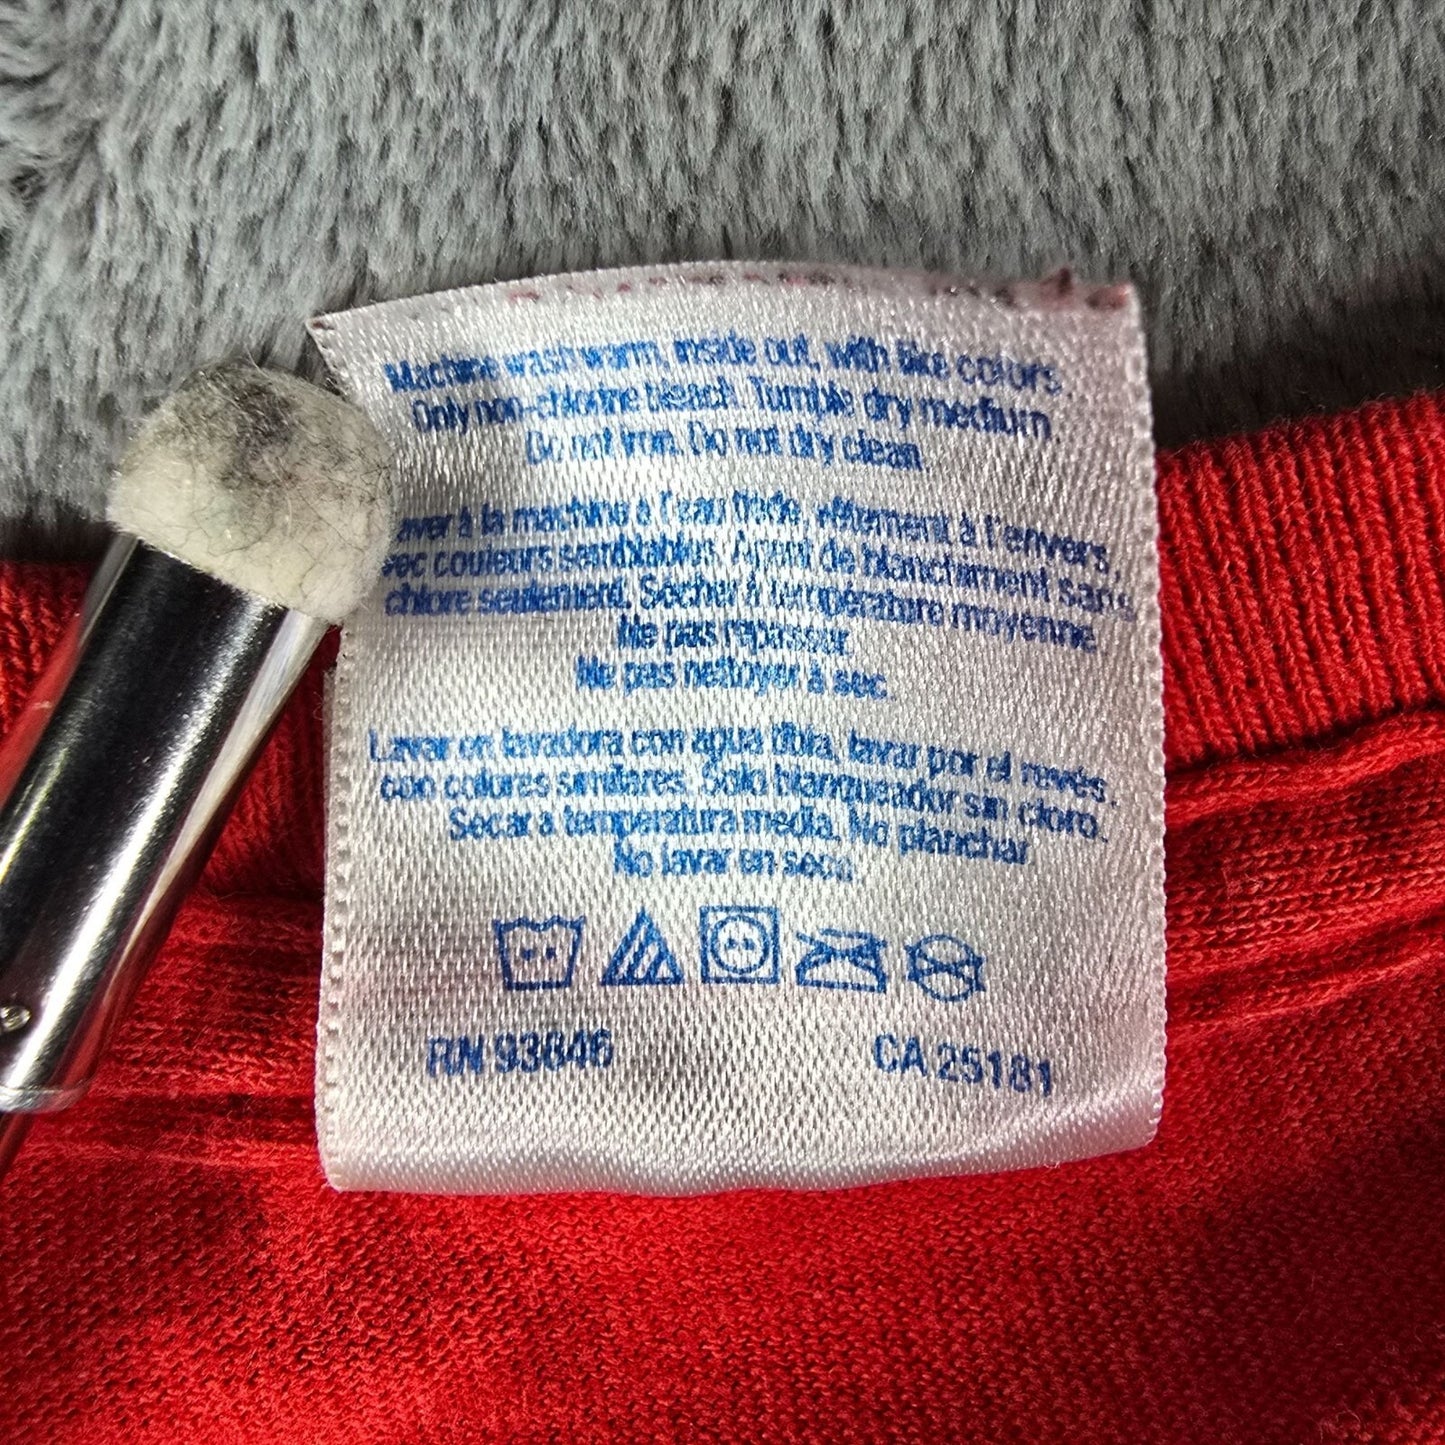 Machine wash warm, inside out, with like colors.
Only non-chlorine bleach. Tumble dry medium.
Do not iron. Do not dry clean.
aver à la machine à l'eau tiède, vêtement à l'envers,
vec couleurs semblables. Agent de blanchiment sans
chlore seulement. Sécher à température moyenne.
Ne pas repasser.
Ne pas nettoyer à sec.
Lavar en lavadora con agua tibia, lavar por el revés.
con colores similares. Solo blanqueador sin cloro.
Secar a temperatura media. No planchar
No lavar en seco.
RN 93846 CA 25181